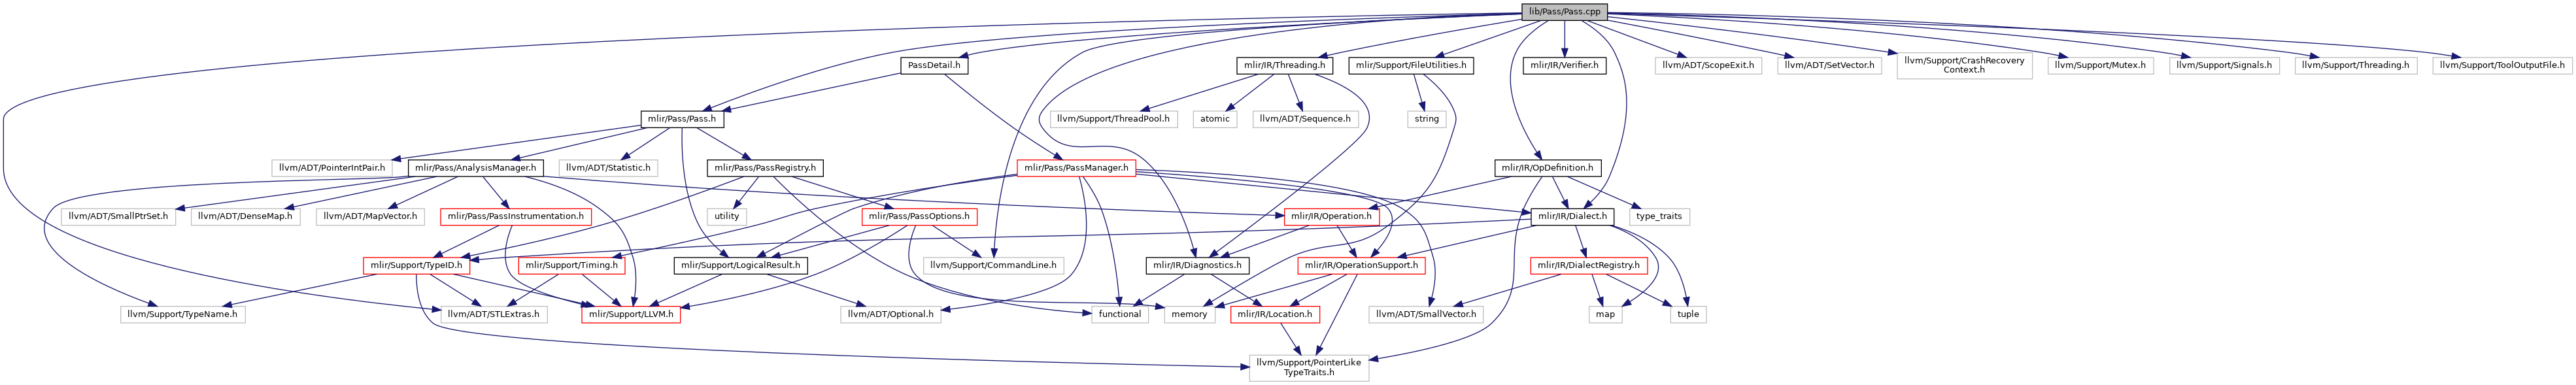 lib/Pass/Pass.cpp
PassDetail.h
mlir/IR/Threading.h
mlir/Support/FileUtilities.h
mlir/IR/Verifier.h
llvm/ADT/ScopeExit.h
llvm/ADT/SetVector.h
llvm/Support/CrashRecovery
Context.h
llvm/Support/Mutex.h
llvm/Support/Signals.h
llvm/Support/Threading.h
llvm/Support/ToolOutputFile.h
mlir/Pass/Pass.h
llvm/Support/ThreadPool.h
atomic
llvm/ADT/Sequence.h
string
llvm/ADT/PointerIntPair.h
mlir/Pass/AnalysisManager.h
llvm/ADT/Statistic.h
mlir/Pass/PassRegistry.h
mlir/Pass/PassManager.h
mlir/IR/OpDefinition.h
llvm/ADT/SmallPtrSet.h
llvm/ADT/DenseMap.h
llvm/ADT/MapVector.h
mlir/Pass/PassInstrumentation.h
utility
mlir/Pass/PassOptions.h
mlir/IR/Operation.h
mlir/IR/Dialect.h
type_traits
mlir/Support/TypeID.h
mlir/Support/Timing.h
mlir/Support/LogicalResult.h
llvm/Support/CommandLine.h
mlir/IR/Diagnostics.h
mlir/IR/OperationSupport.h
mlir/IR/DialectRegistry.h
llvm/Support/TypeName.h
llvm/ADT/STLExtras.h
mlir/Support/LLVM.h
llvm/ADT/Optional.h
functional
memory
mlir/IR/Location.h
llvm/ADT/SmallVector.h
map
tuple
llvm/Support/PointerLike
TypeTraits.h